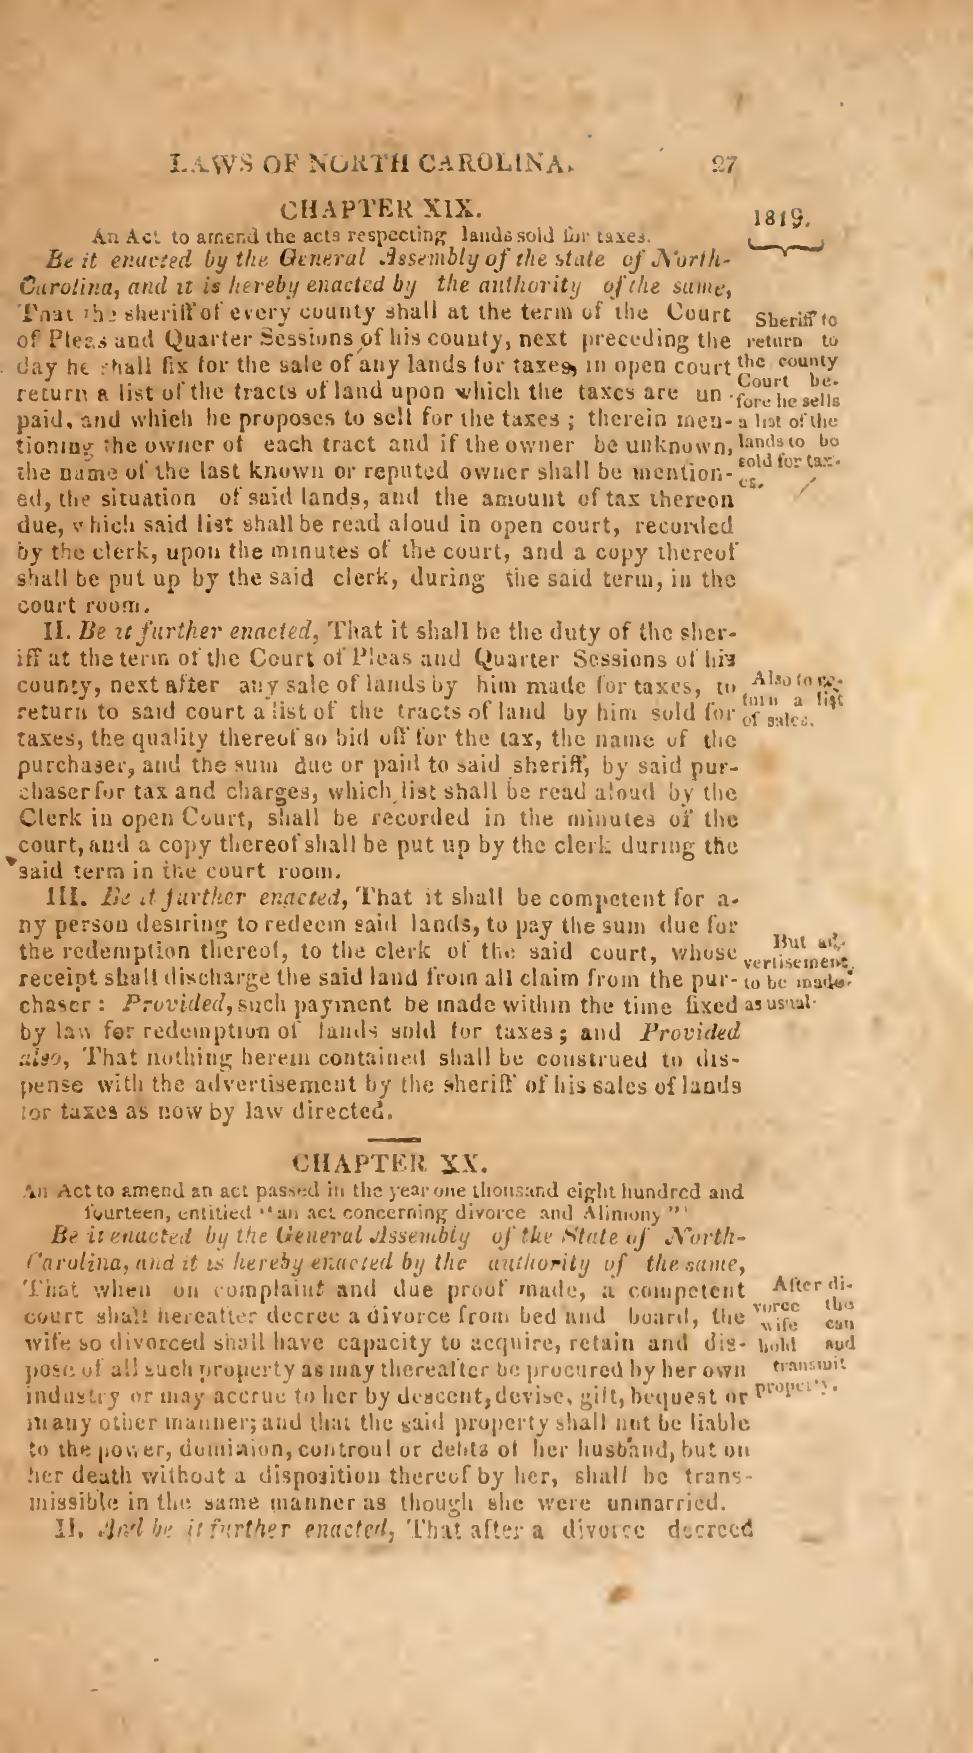 LAWS OF NORTH CAROLINA. 27
CHAPTER XIX.
1819.
An Act to amend the acts respecting lands sold for taxes.
Be it enacted by the General Assembly of the state of North-
Carolina, and it is hereby enacted by the authority of the same,
That the sheriff of every county shall at the term of the Court
of Pleas and Quarter Sessions of his county, next preceding the
day he shall fix for the sale of any lands for taxes, in open court
return a list of the tracts of land upon which the taxes are un-
paid, and which he proposes to sell for the taxes ; therein men-
tioning the owner of each tract and if the owner be unknown,
the name of the last known or reputed owner shall be mention-
ed, the situation of said lands, and the amount of tax thereon
due, which said list shall be read aloud in open court, recorded
by the clerk, upon the minutes of the court, and a copy thereof
shall be put up by the said clerk, during the said term, in the
court room.
Sheriff to
return to
the county
Court be-
fore he sells
a list of the
lands to be
sold for tax-
es.
II. Be it further enacted, That it shall be the duty of the sher-
iff at the term of the Court of Pleas and Quarter Sessions of his
county, next after any sale of lands by him made for taxes, to
return to said court a list of the tracts of land by him sold for
taxes, the quality thereof so bid off for the tax, the name of the
purchaser, and the sum due or paid to said sheriff, by said pur-
chaser for tax and charges, which list shall be read aloud by the
Clerk in open Court, shall be recorded in the minutes of the
court, and a copy thereof shall be put up by the clerk during the
said term in the court room.
Also to re-
turn a list
of sales.
III. Be it further enacted, That it shall be competent for a-
ny person desiring to redeem said lands, to pay the sum due for
the redemption thereof, to the clerk of the said court, whose
receipt shall discharge the said land from all claim from the pur-
chaser : Provided, such payment be made within the time fixed
by law for redemption of lands sold for taxes ; and Provided
also, That nothing herein contained shall be construed to dis-
pense with the advertisement by the sheriff of his sales of lands
for taxes as now by law directed.
But ad-
vertisement
to be made
as usual.
CHAPTER XX.
An Act to amend an act passed in the year one thousand eight hundred and
fourteen, entitied "an act concerning divorce and Alimony "'
Be it enacted by the General Assembly of the State of North-
Carolina, and it is hereby enacted by the authority of the same,
That when on complaint and due proof made, a competent
court shall hereafter decree a divorce from bed and board, the
wife so divorced shall have capacity to acquire, retain and dis-
pose of all such property as may thereafter be procured by her own
industry or may accrue to her by descent, devise, gift, bequest or
in any other manner; and that the said property shall not be liable
to the power, dominion, controul or debts of her husband, but on
her death without a disposition thereof by her, shall be trans-
missible in the same manner as though she were unmarried.
After di-
vorce the
wife can
hold and
transmit
property.
II. And be it further enacted, That after a divorce decreed